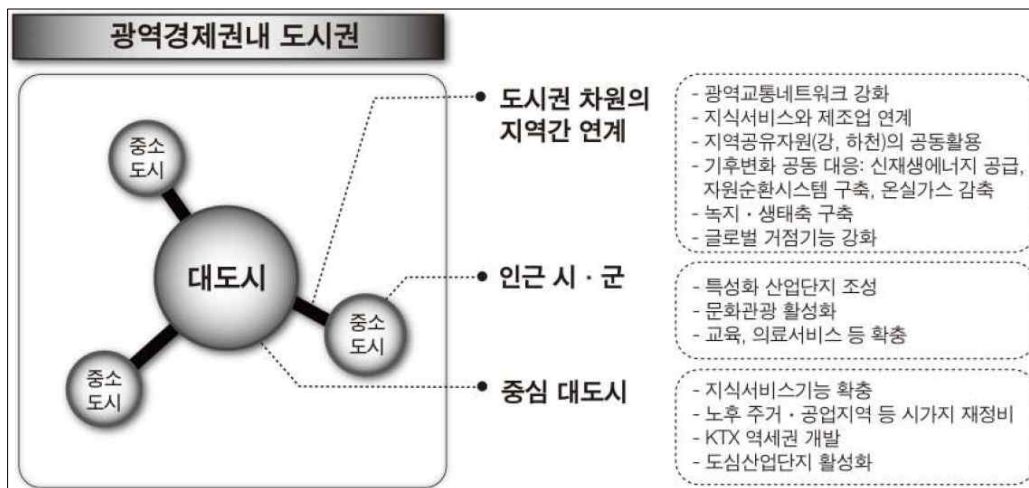 광역경제권내 도시권
중소
도시
대도시
중소
도시
중소
도시
• 도시권 차원의
지역간 연계
- 광역교통네트워크 강화
- 지식서비스와 제조업 연계
- 지역공유자원(강, 하천)의 공동활용
- 기후변화 공동 대응: 신재생에너지 공급,
자원순환시스템 구축, 온실가스 감축
- 녹지·생태축 구축
- 글로벌 거점기능 강화
• 인근 시·군
- 특성화 산업단지 조성
- 문화관광 활성화
- 교육, 의료서비스 등 확충
• 중심 대도시
- 지식서비스기능 확충
- 노후 주거·공업지역 등 시가지 재정비
- KTX 역세권 개발
- 도심산업단지 활성화